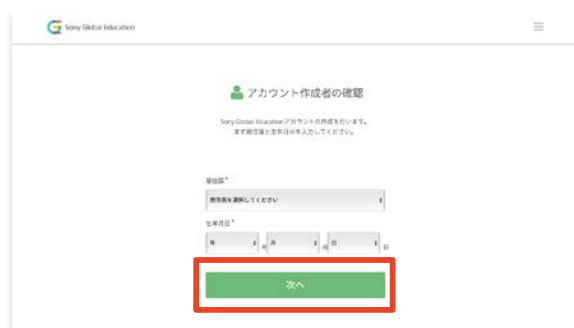 Sony Global Education
アカウント作成者の確認
Sony Global Educationアカウントの作成を行います。
まず居住国と生年月日を入力してください。
居住国*
居住国を選択してください
生年月日*
年 年 月 月 日 日
次へ